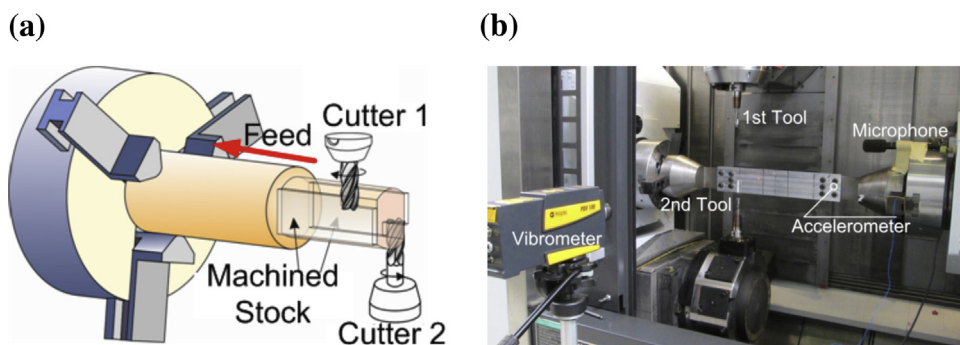 (a)
(b)
Cutter 1
Feed
Machined
Stock
Cutter 2
1st Tool
Microphone
2nd Tool
Accelerometer
Vibrometer